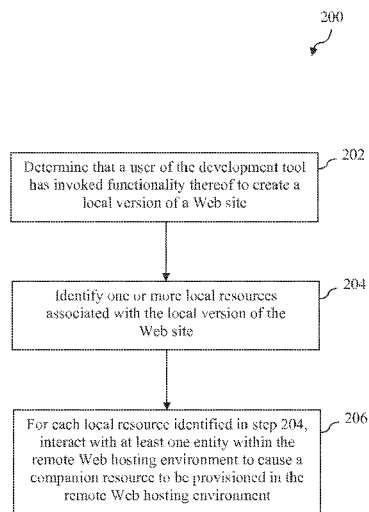 200
Determine that a user of the development tool
has invoked functionality thereof to create a
local version of a Web site
202
Identify one or more local resources
associated with the local version of the
Web site
204
For each local resource identified in step 204,
interact with at least one entity within the
remote Web hosting environment to cause a
companion resource to be provisioned in the
remote Web hosting environment
206